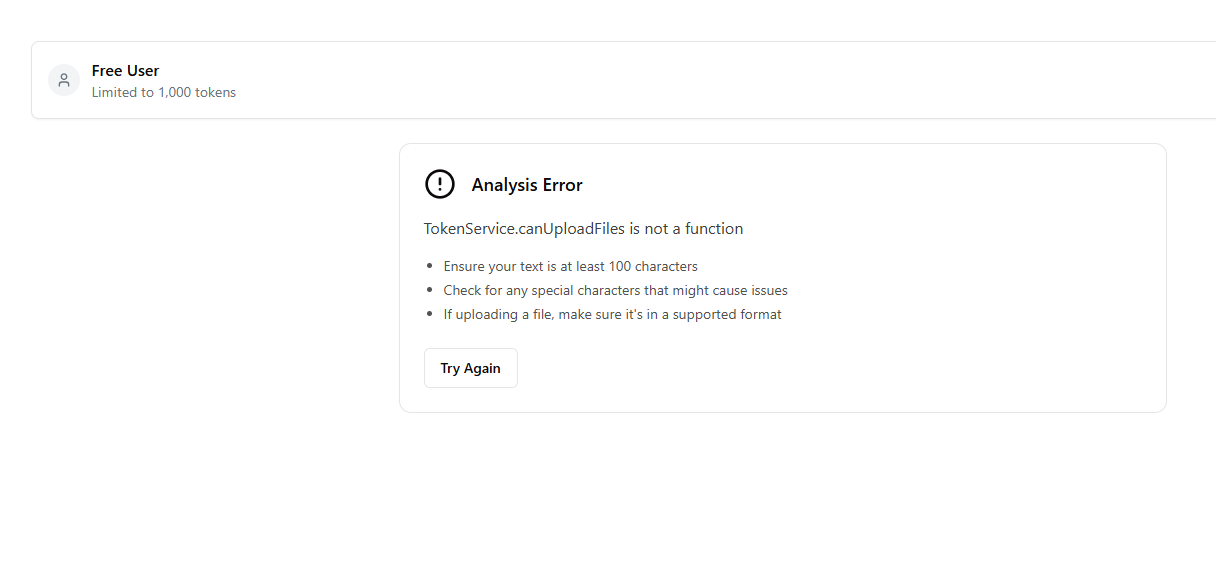 Free User
Limited to 1,000 tokens
Analysis Error
TokenService.canUploadFiles is not a function
Ensure your text is at least 100 characters
Check for any special characters that might cause issues
If uploading a file, make sure it's in a supported format
Try Again